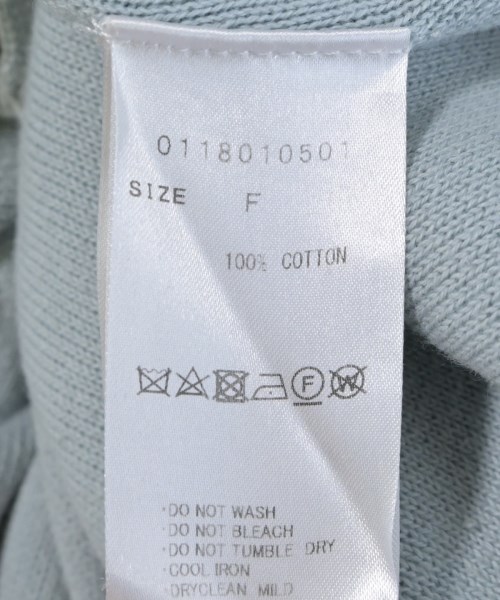 0118010501
SIZE F
100% COTTON
F W
·DO NOT WASH
·DO NOT BLEACH
·DO NOT TUMBLE DRY
·COOL IRON
·DRYCLEAN MILD